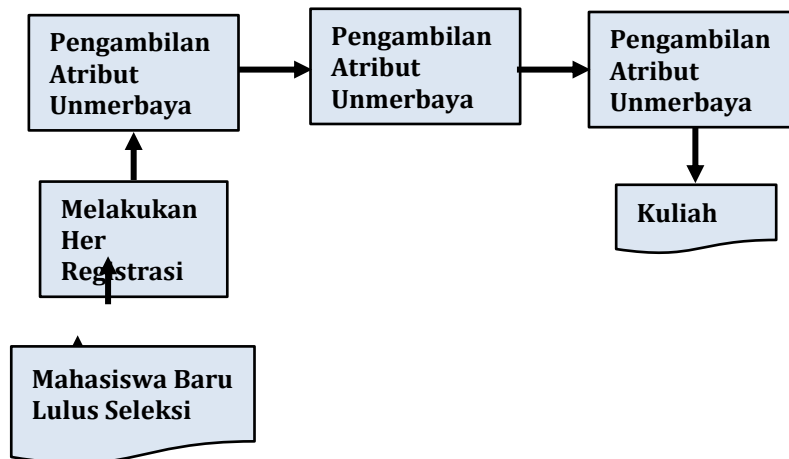 Pengambilan
Atribut
Unmerbaya
Pengambilan
Atribut
Unmerbaya
Pengambilan
Atribut
Unmerbaya
Melakukan
Her
Registrasi
Kuliah
Mahasiswa Baru
Lulus Seleksi